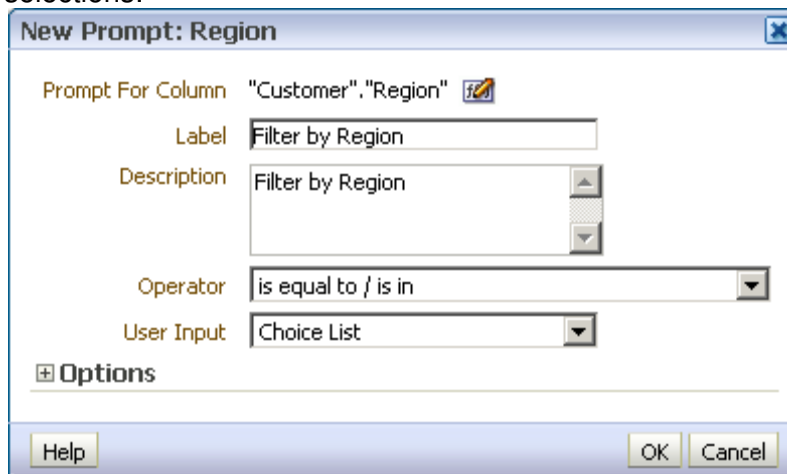 selections.
New Prompt: Region
Prompt For Column "Customer"."Region"
Label Filter by Region
Description Filter by Region
Operator is equal to / is in
User Input Choice List
Options
Help OK Cancel